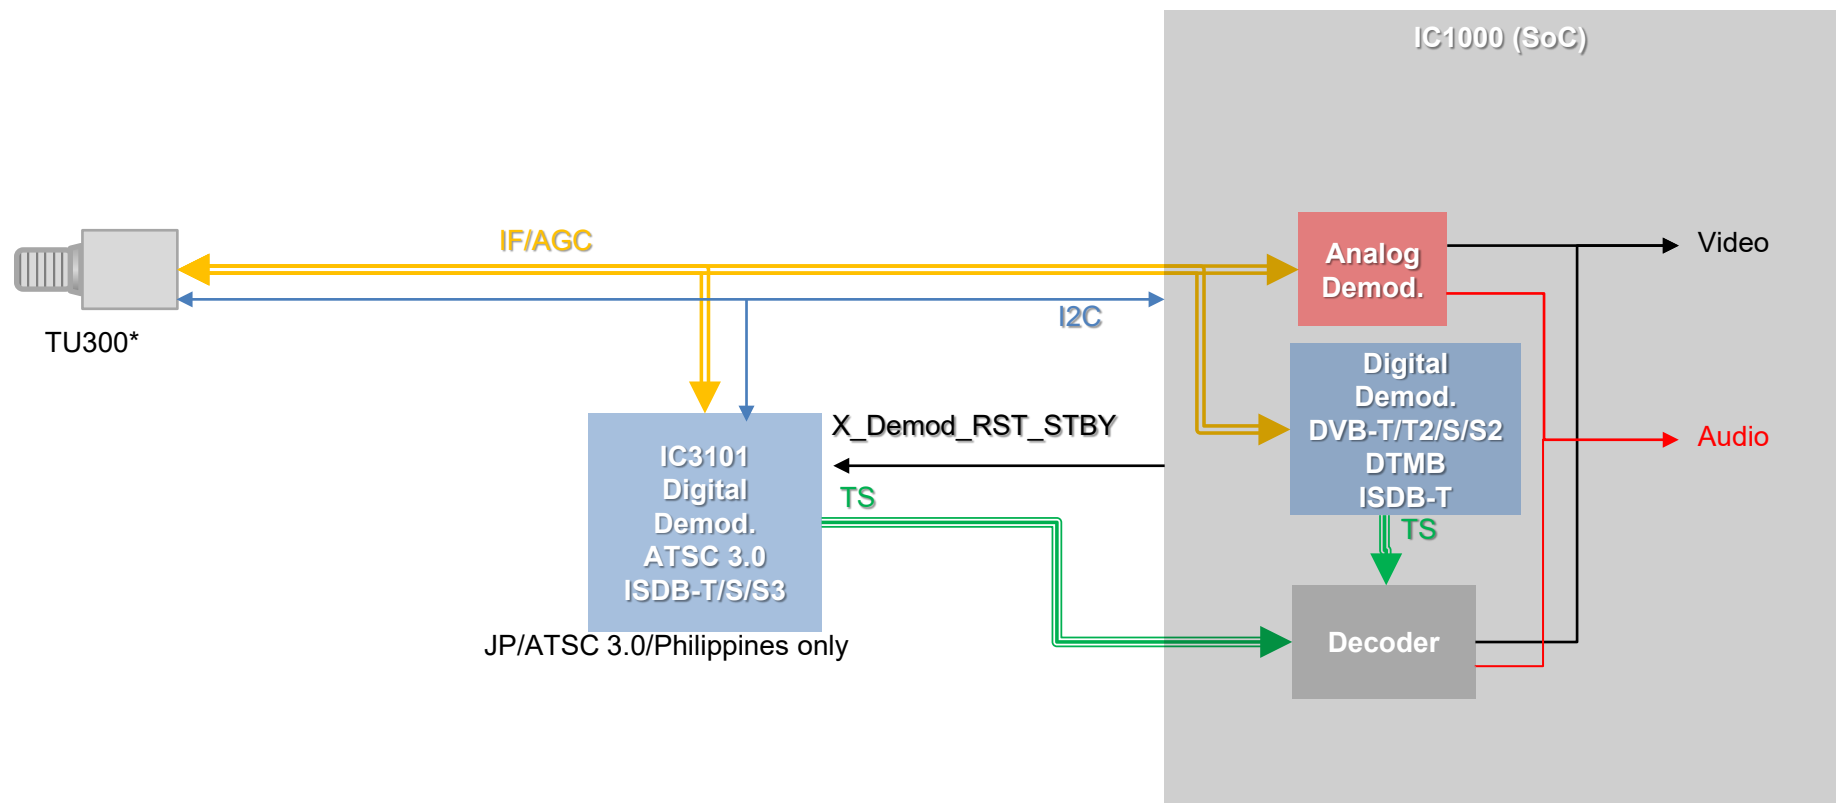 IC1000 (SoC)
IF/AGC
Analog
Demod.
Video
TU300*
I2C
Digital
Demod.
DVB-T/T2/S/S2
DTMB
ISDB-T
Audio
X_Demod_RST_STBY
IC3101
Digital
Demod.
ATSC 3.0
ISDB-T/S/S3
TS
TS
JP/ATSC 3.0/Philippines only
Decoder